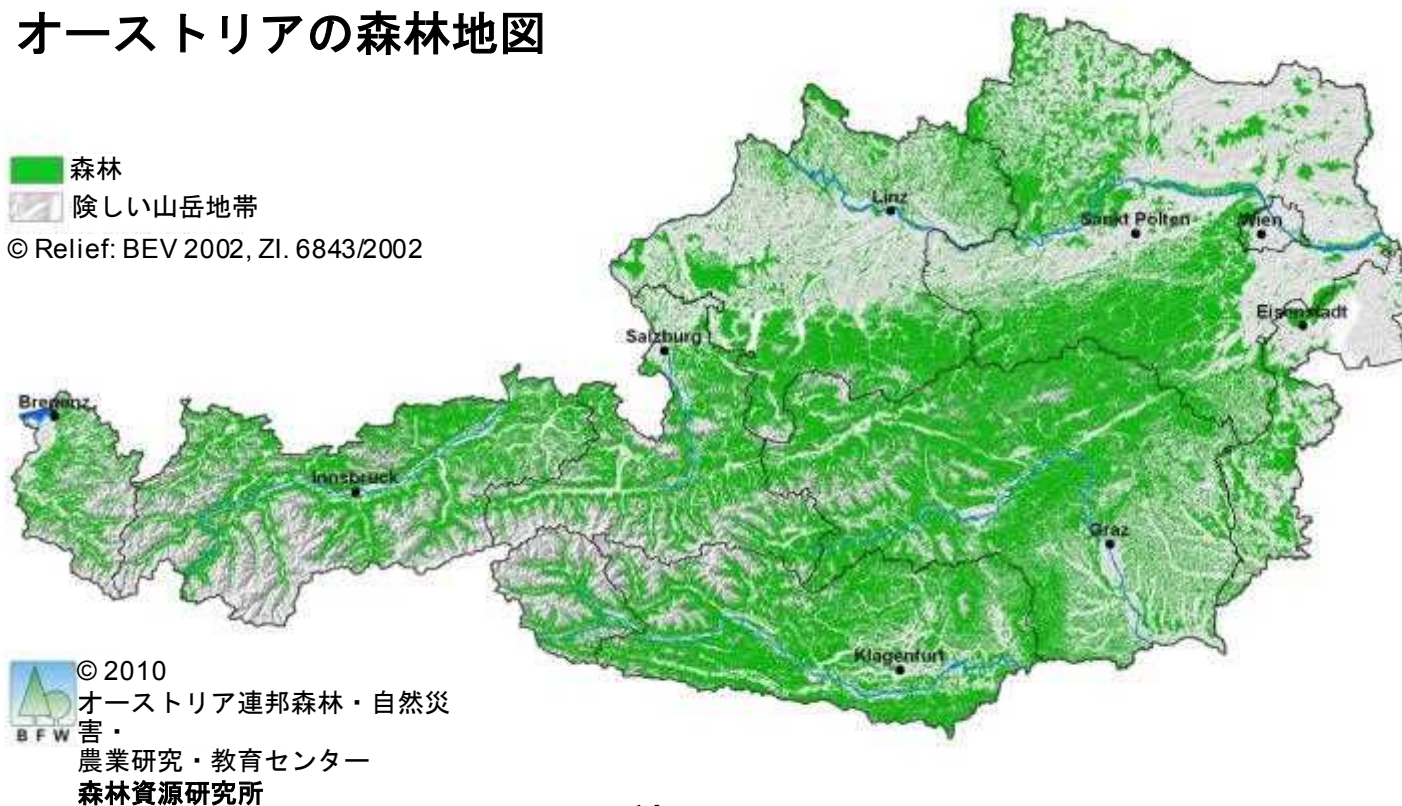 オーストリアの森林地図
森林
険しい山岳地帯
© Relief: BEV 2002, Zl. 6843/2002
Linz
Sankt Pölten
Wien
Eisenstadt
Salzburg
Bregenz
Innsbruck
Graz
Klagenfurt
© 2010
オーストリア連邦森林・自然災
害・
BFW
農業研究・教育センター
森林資源研究所